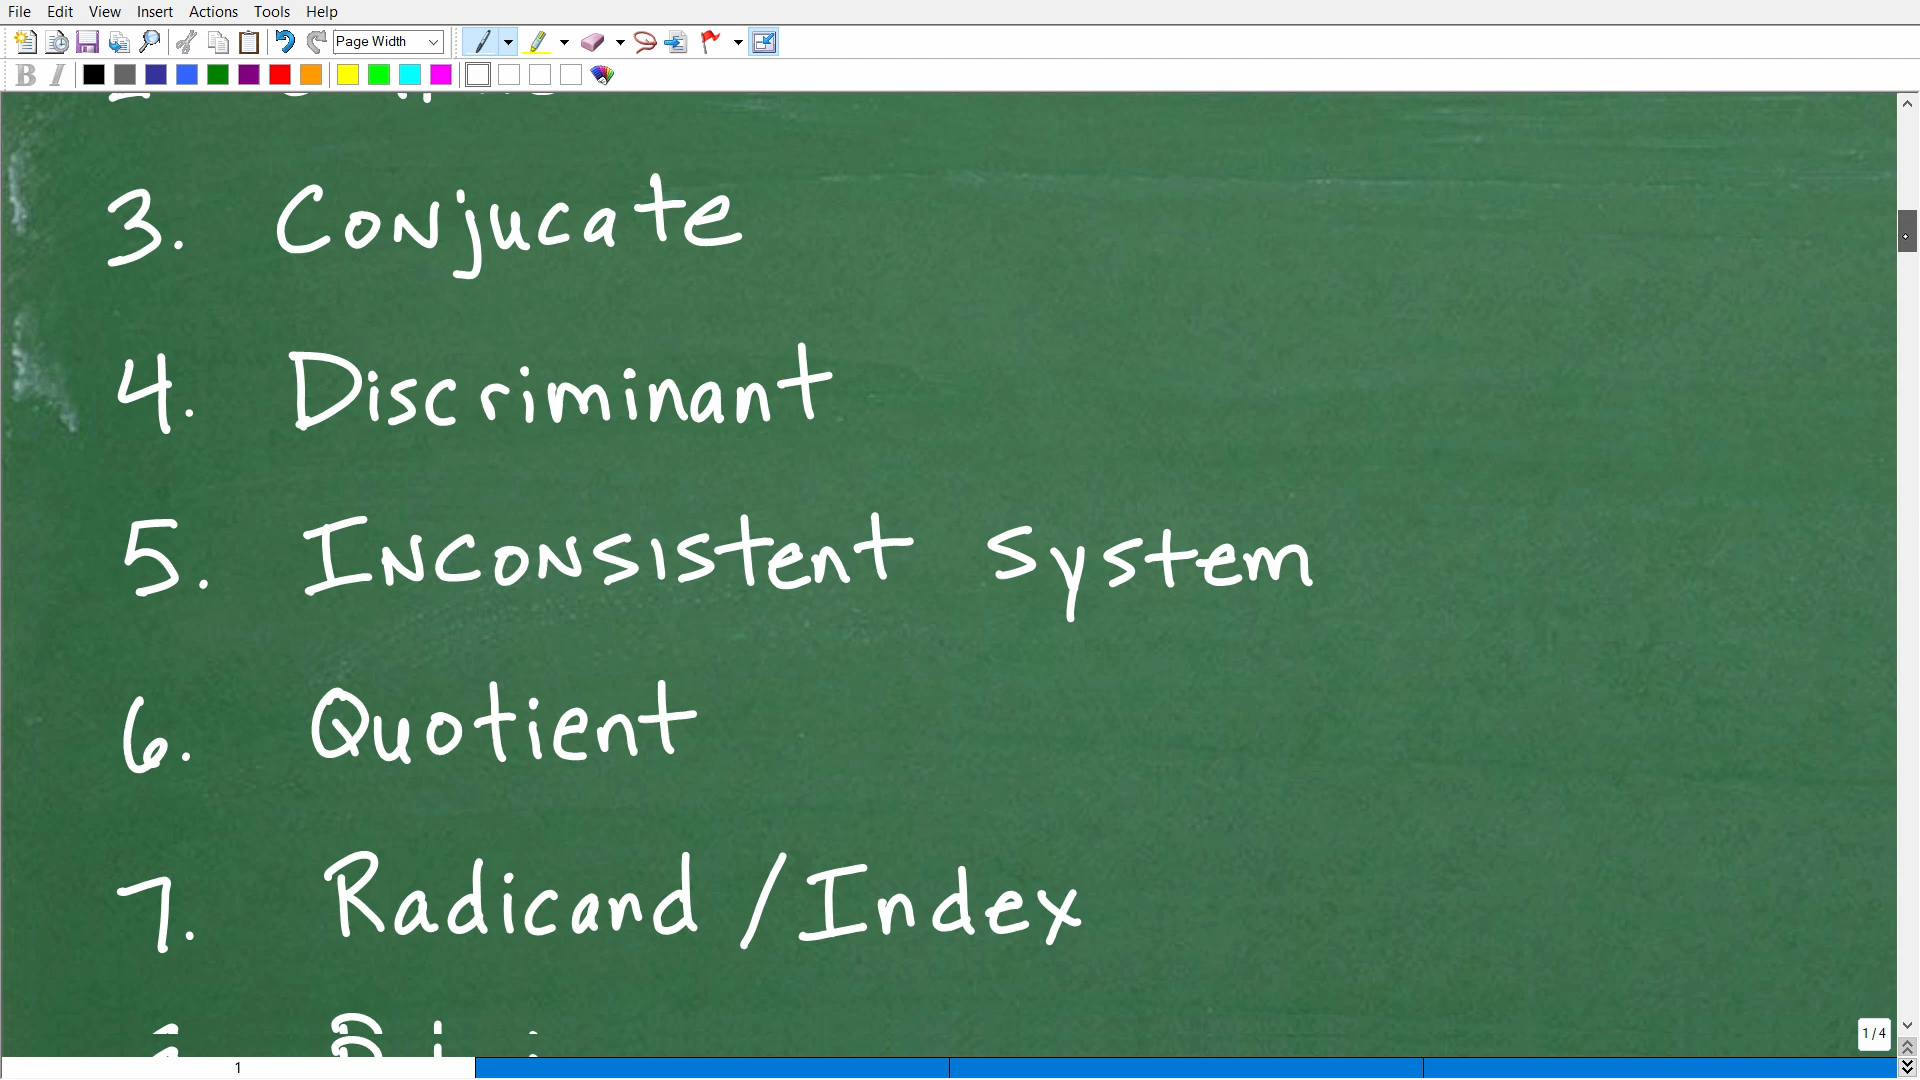 File Edit View Insert Actions Tools Help
Page Width
B I
3. Conjucate
4. Discriminant
5. Inconsistent system
6. Quotient
7. Radicand / Index
1 / 4
1